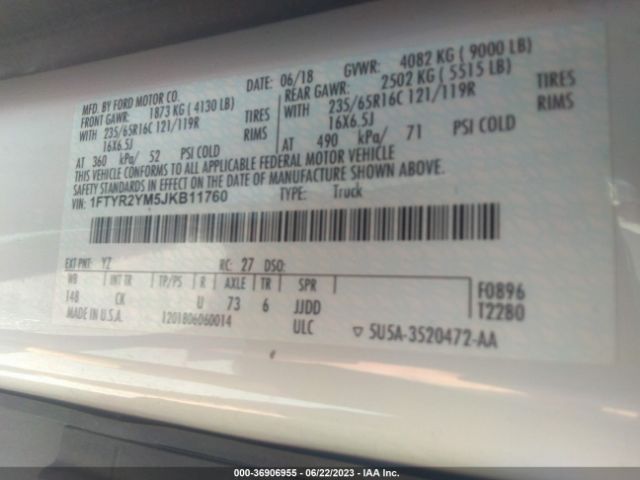 MFD. BY FORD MOTOR CO. DATE: 06/18 GVWR: 4082 KG ( 9000 LB)
FRONT GAWR: 1873 KG ( 4130 LB) REAR GAWR: 2502 KG ( 5515 LB)
WITH 235/65R16C 121/119R TIRES WITH 235/65R16C 121/119R TIRES
16X6.5J RIMS 16X6.5J RIMS
AT 360 kPa/ 52 PSI COLD AT 490 kPa/ 71 PSI COLD
THIS VEHICLE CONFORMS TO ALL APPLICABLE FEDERAL MOTOR VEHICLE
SAFETY STANDARDS IN EFFECT ON THE DATE OF MANUFACTURE SHOWN ABOVE.
VIN: 1FTYR2YM5JKB11760 TYPE: Truck
EXT PNT: YZ RC: 27 DSO:
WB INT TR TP/PS R AXLE TR SPR F0896
148 CK U 73 6 JJDD T2280
MADE IN U.S.A. 1201806060014 ULC ▽ SU5A-3520472-AA
000-36906955 - 06/22/2023 - IAA Inc.